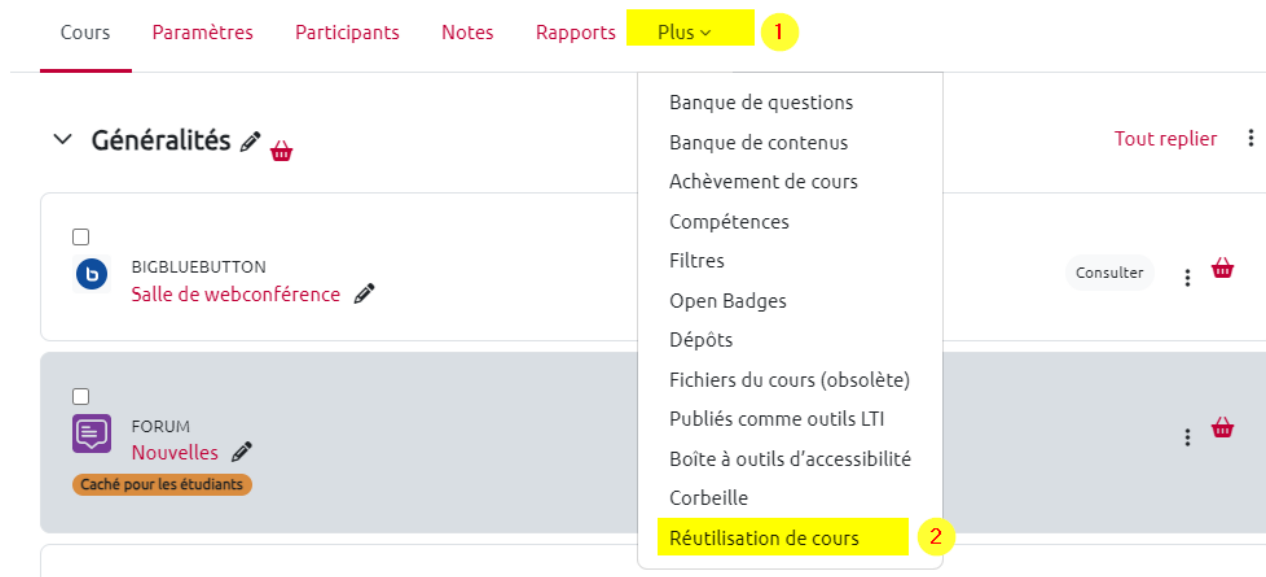 Cours Paramètres Participants Notes Rapports Plus 1
Banque de questions
Banque de contenus
Achèvement de cours
Compétences
Filtres
Open Badges
Dépôts
Fichiers du cours (obsolète)
Publiés comme outils LTI
Boîte à outils d’accessibilité
Corbeille
Réutilisation de cours 2
Généralités
Tout replier
BIGBLUEBUTTON
Salle de webconférence
Consulter
FORUM
Nouvelles
Caché pour les étudiants